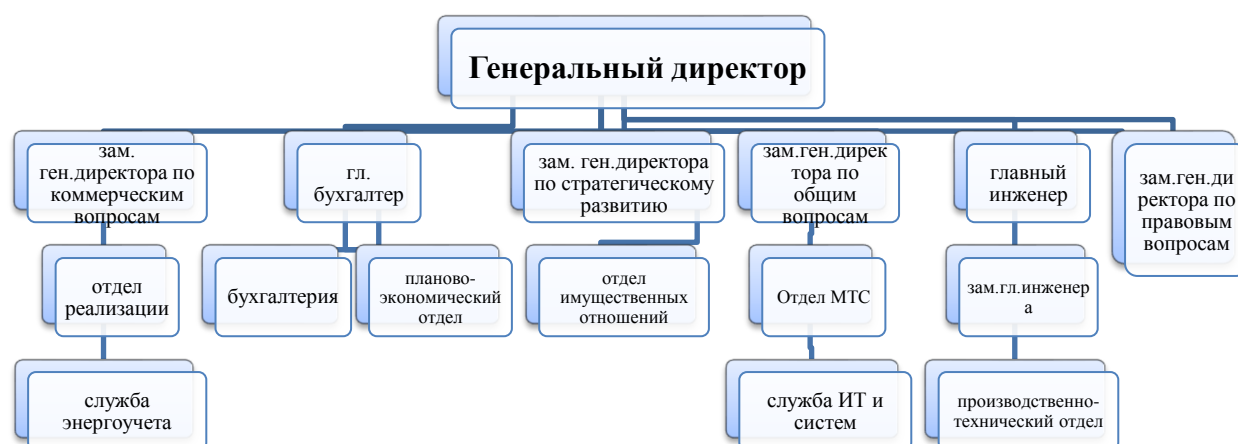 Генеральный директор
зам.
ген.директора по
коммерческим
вопросам
гл.
бухгалтер
зам. ген.директора
по стратегическому
развитию
зам.ген.дирек
тора по
общим
вопросам
главный
инженер
зам.ген.ди
ректора по
правовым
вопросам
отдел
реализации
бухгалтерия
планово-
экономический
отдел
отдел
имущественных
отношений
Отдел МТС
зам.гл.инженер
а
служба
энергоучета
служба ИТ и
систем
производственно-
технический отдел